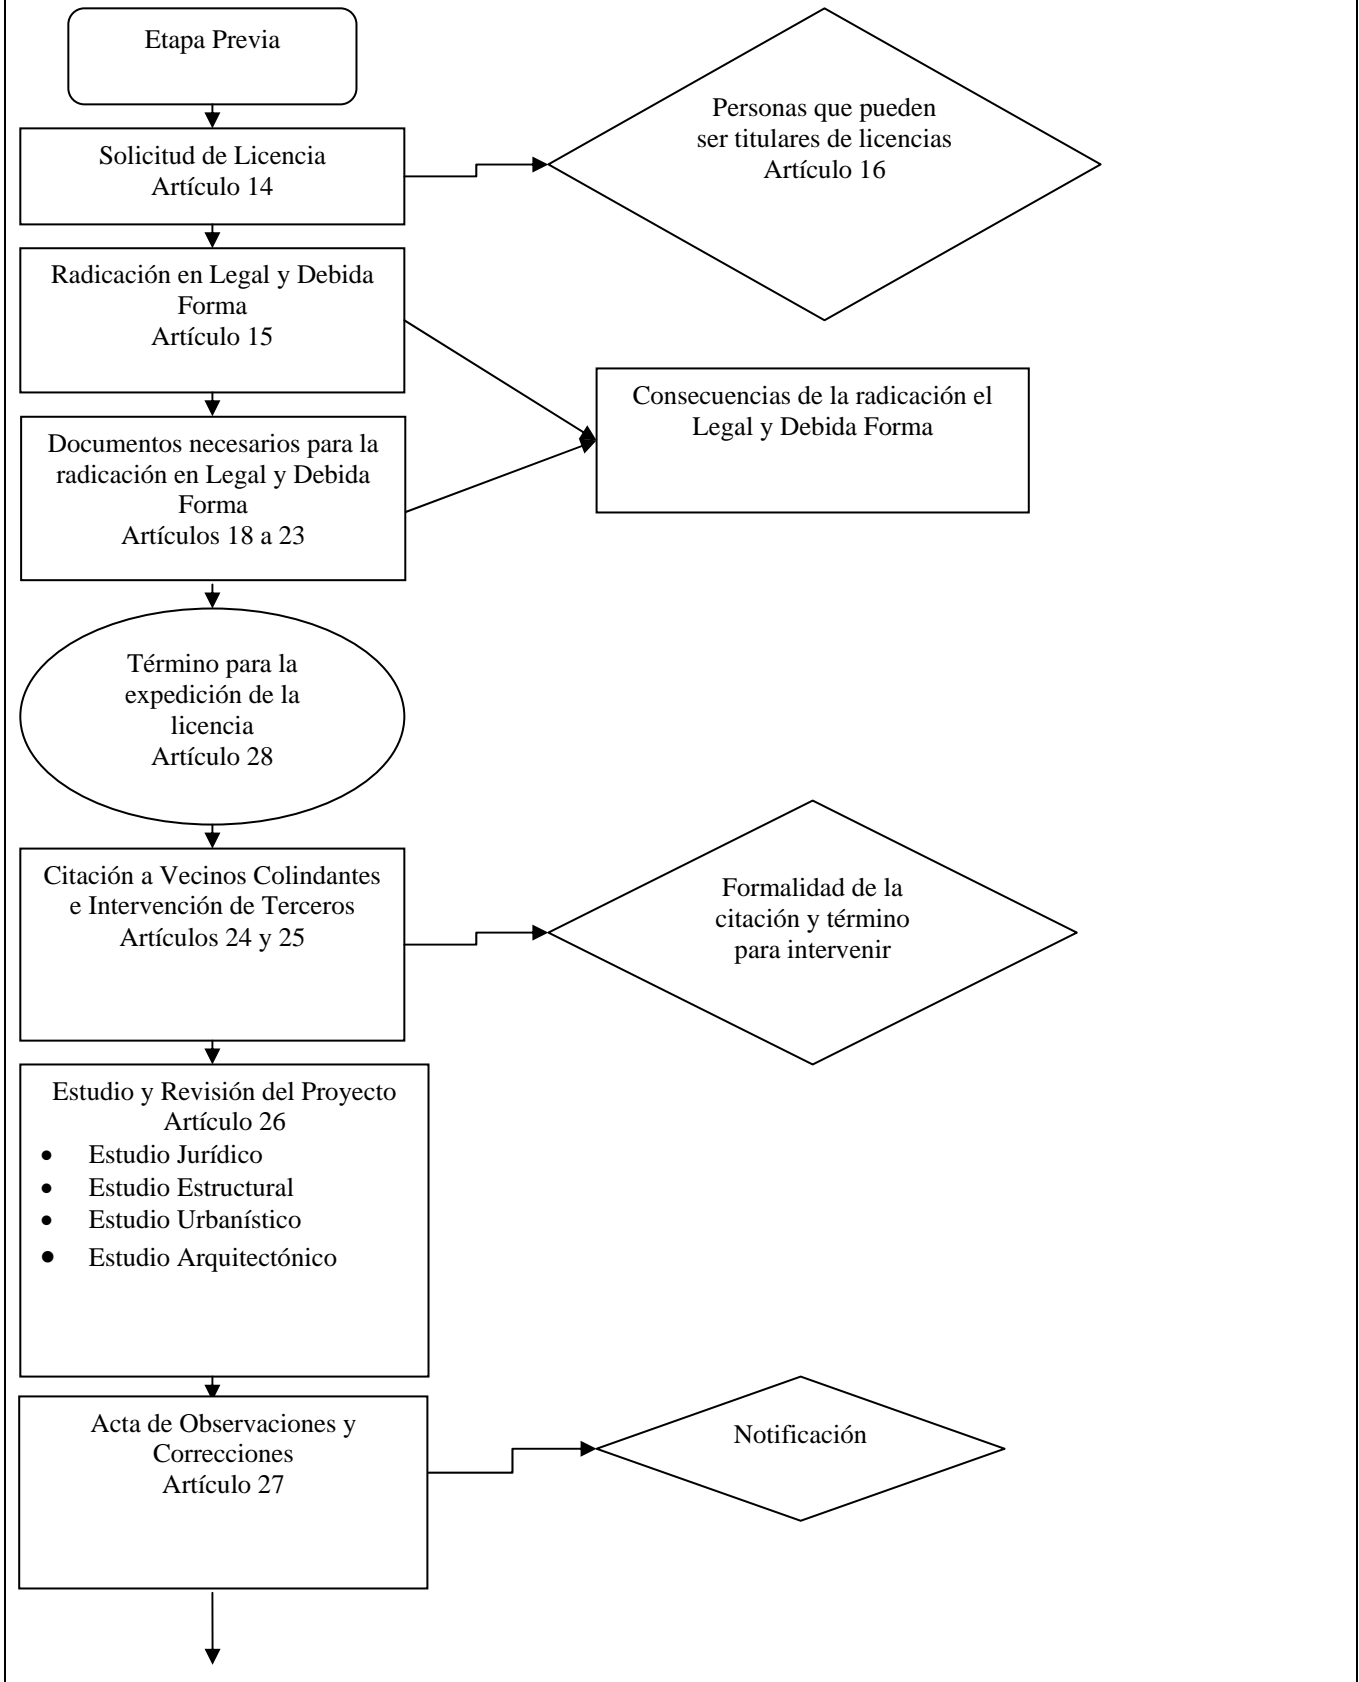 Etapa Previa
Personas que pueden
ser titulares de licencias
Artículo 16
Solicitud de Licencia
Artículo 14
Radicación en Legal y Debida
Forma
Artículo 15
Consecuencias de la radicación el
Legal y Debida Forma
Documentos necesarios para la
radicación en Legal y Debida
Forma
Artículos 18 a 23
Término para la
expedición de la
licencia
Artículo 28
Citación a Vecinos Colindantes
e Intervención de Terceros
Artículos 24 y 25
Formalidad de la
citación y término
para intervenir
Estudio y Revisión del Proyecto
Artículo 26
• Estudio Jurídico
• Estudio Estructural
• Estudio Urbanístico
• Estudio Arquitectónico
Acta de Observaciones y
Correcciones
Artículo 27
Notificación